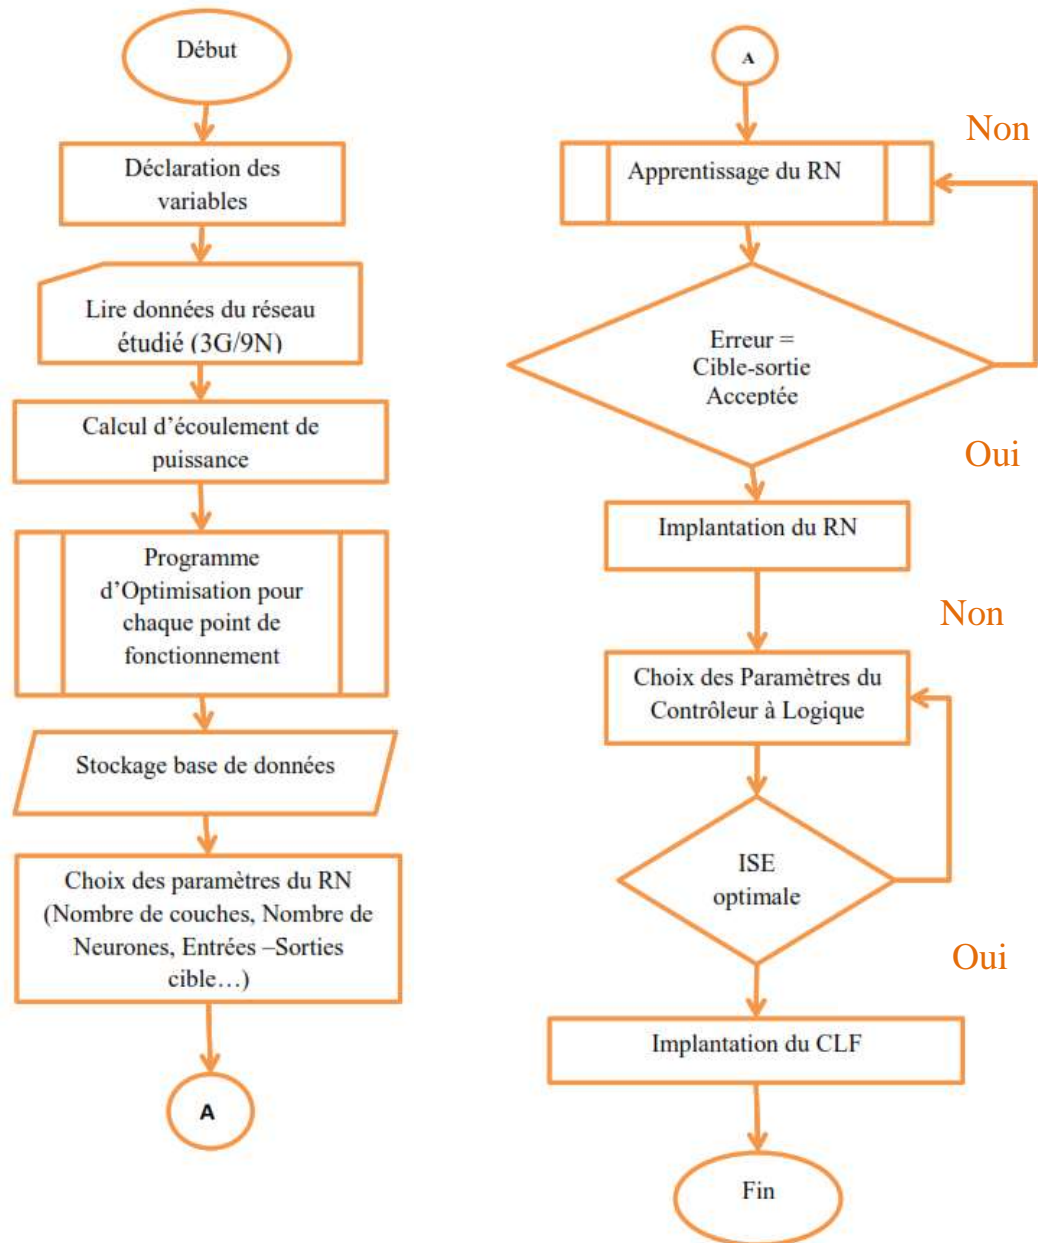 Début
Déclaration des
variables
Lire données du réseau
étudié (3G/9N)
Calcul d’écoulement de
puissance
Programme
d’Optimisation pour
chaque point de
fonctionnement
Stockage base de données
Choix des paramètres du RN
(Nombre de couches, Nombre de
Neurones, Entrées –Sorties
cible…)
A
A
Non
Apprentissage du RN
Erreur =
Cible-sortie
Acceptée
Oui
Implantation du RN
Non
Choix des Paramètres du
Contrôleur à Logique
ISE
optimale
Oui
Implantation du CLF
Fin